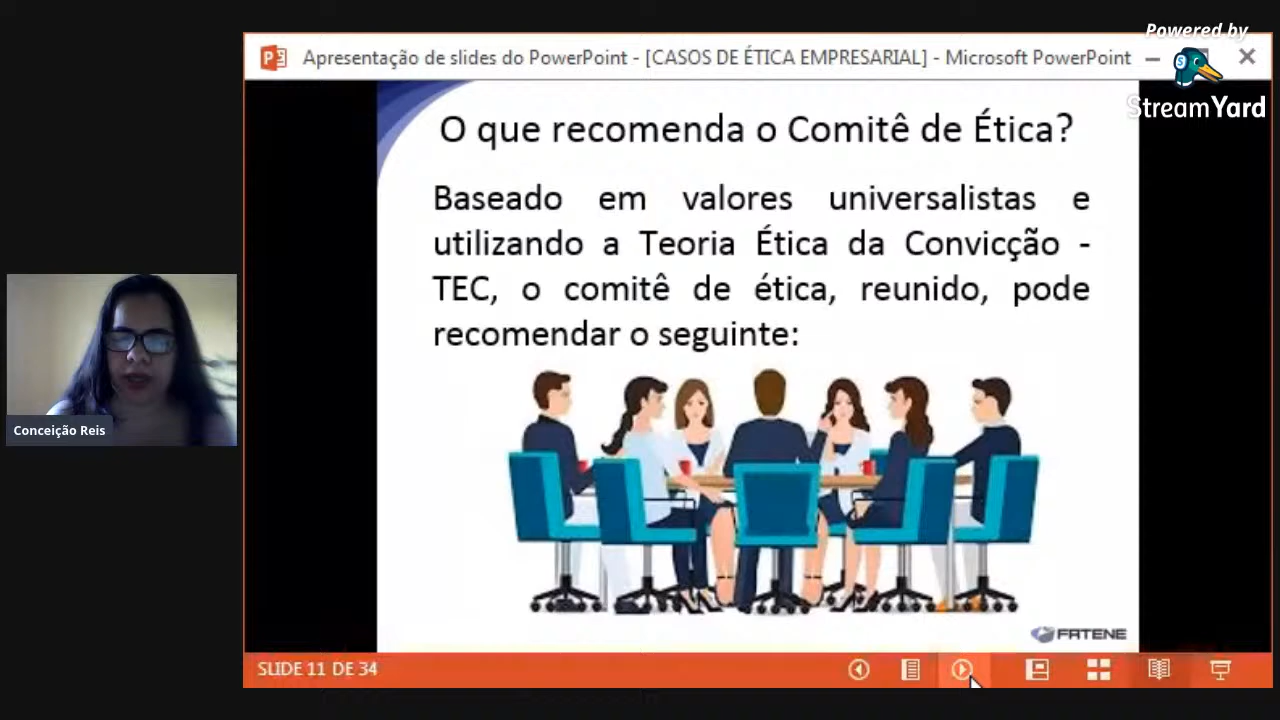 Powered by
StreamYard
Apresentação de slides do PowerPoint - [CASOS DE ÉTICA EMPRESARIAL] - Microsoft PowerPoint
O que recomenda o Comitê de Ética?
Baseado em valores universalistas e
utilizando a Teoria Ética da Convicção -
TEC, o comitê de ética, reunido, pode
recomendar o seguinte:
Conceição Reis
FATENE
SLIDE 11 DE 34